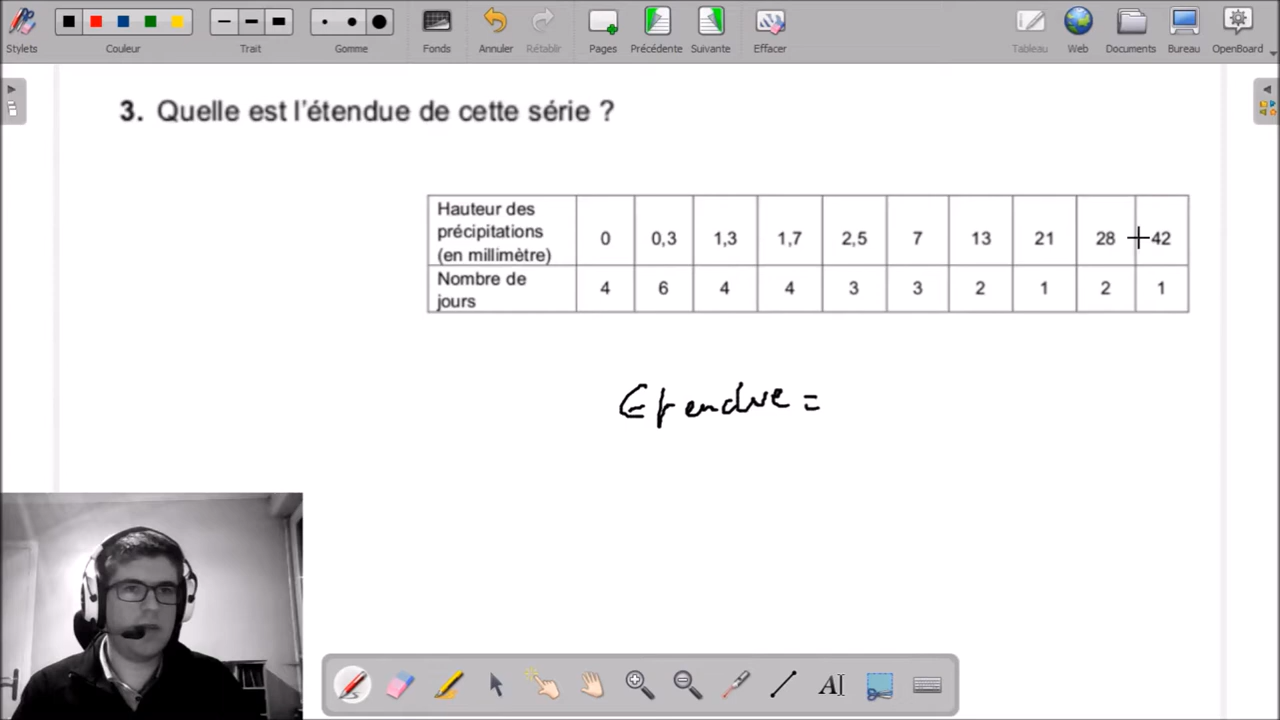 Stylets Couleur Trait Gomme Fonds Annuler Rétablir Pages Précédente Suivante Effacer Tableau Web Documents Bureau OpenBoard
3. Quelle est l'étendue de cette série ?
Hauteur des
précipitations
(en millimètre)
0 0,3 1,3 1,7 2,5 7 13 21 28 42
Nombre de
jours
4 6 4 4 3 3 2 1 2 1
Etendue =
AI